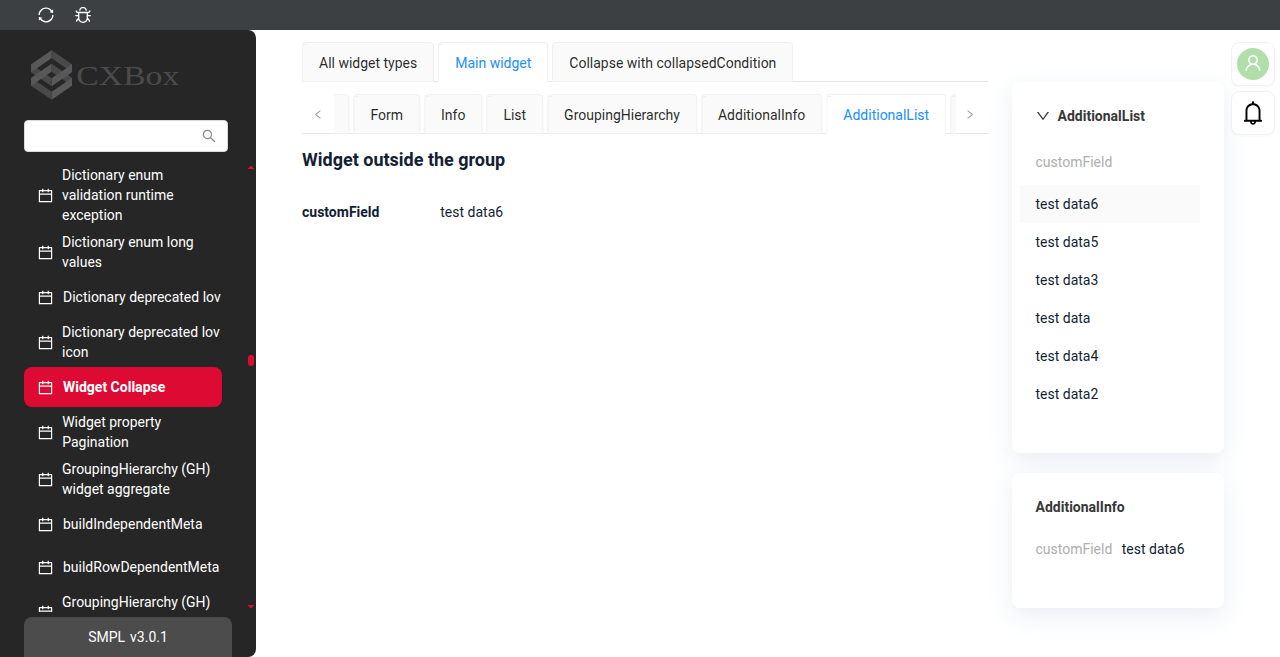 CXBox
Dictionary enum
validation runtime
exception
Dictionary enum long
values
Dictionary deprecated lov
Dictionary deprecated lov
icon
Widget Collapse
Widget property
Pagination
GroupingHierarchy (GH)
widget aggregate
buildIndependentMeta
buildRowDependentMeta
GroupingHierarchy (GH)
SMPL v3.0.1
All widget types Main widget Collapse with collapsedCondition
Form Info List GroupingHierarchy AdditionalInfo AdditionalList
Widget outside the group
customField test data6
AdditionalList
customField
test data6
test data5
test data3
test data
test data4
test data2
AdditionalInfo
customField test data6